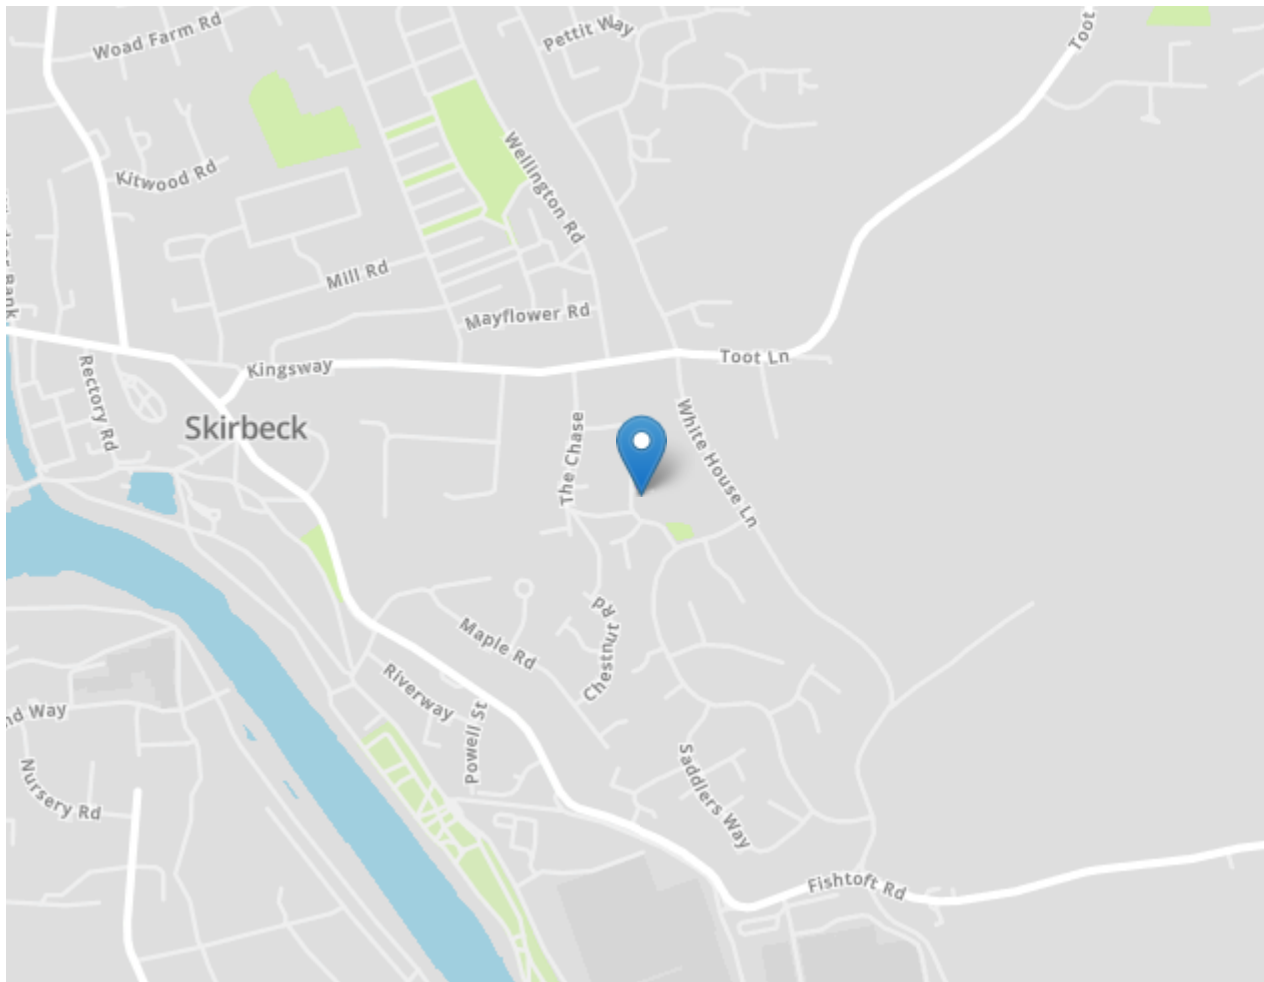 Woad Farm Rd
Pettit Way
Toot
Kitwood Rd
Wellington Rd
Bank
Mill Rd
Mayflower Rd
Toot Ln
Kingsway
Rectory Rd
Skirbeck
The Chase
White House Ln
Maple Rd
Chestnut Rd
Riverway
Powell St
nd Way
Nursery Rd
Saddlers Way
Fishtoft Rd